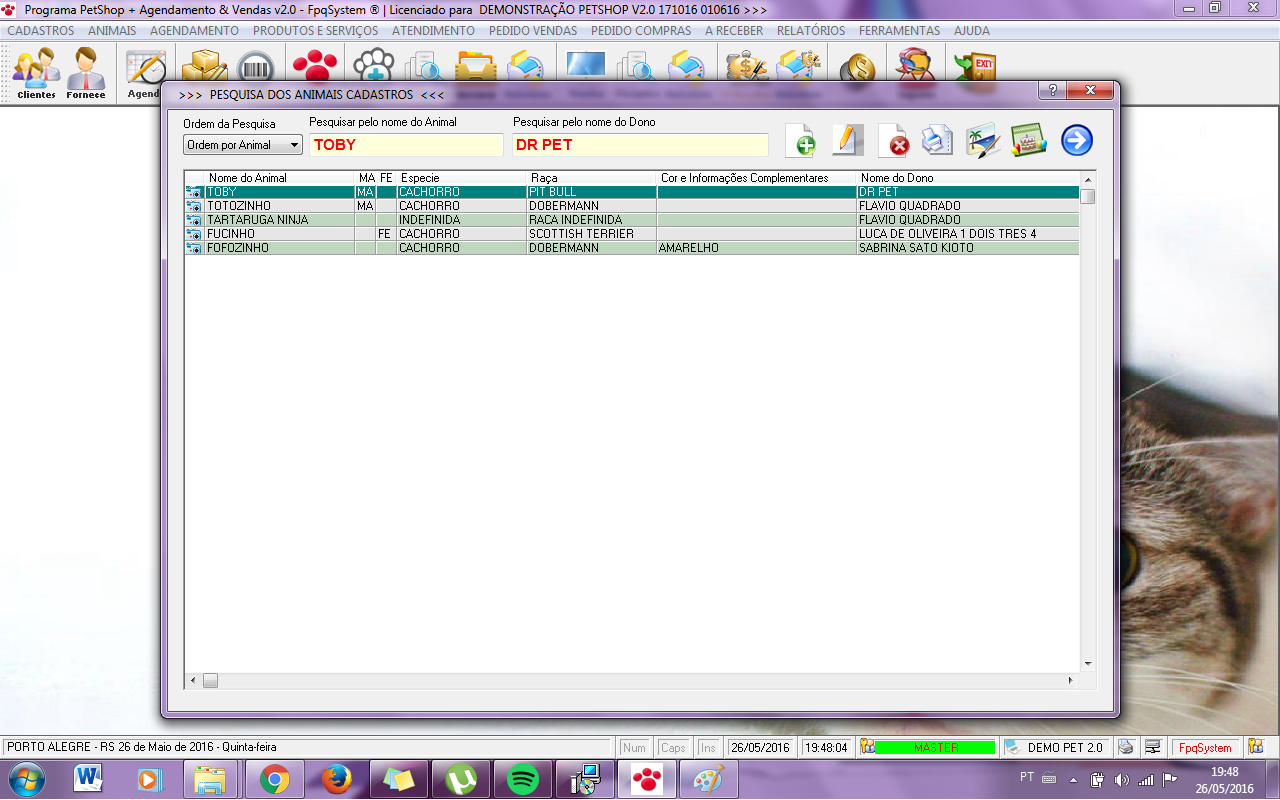 Programa PetShop + Agendamento & Vendas v2.0 - FpqSystem ® | Licenciado para DEMONSTRAÇÃO PETSHOP V2.0 171016 010616 >>>
CADASTROS ANIMAIS AGENDAMENTO PRODUTOS E SERVIÇOS ATENDIMENTO PEDIDO VENDAS PEDIDO COMPRAS A RECEBER RELATÓRIOS FERRAMENTAS AJUDA
EXIT
Clientes Fornece Agend
>>> PESQUISA DOS ANIMAIS CADASTROS <<<
Ordem da Pesquisa Pesquisar pelo nome do Animal Pesquisar pelo nome do Dono
Ordem por Animal TOBY DR PET
Nome do Animal MA FE Especie Raça Cor e Informações Complementares Nome do Dono
TOBY MA CACHORRO PIT BULL DR PET
TOTOZINHO MA CACHORRO DOBERMANN FLAVIO QUADRADO
TARTARUGA NINJA INDEFINIDA RACA INDEFINIDA FLAVIO QUADRADO
FUCINHO FE CACHORRO SCOTTISH TERRIER LUCA DE OLIVEIRA 1 DOIS TRES 4
FOFOZINHO CACHORRO DOBERMANN AMARELHO SABRINA SATO KIOTO
PORTO ALEGRE - RS 26 de Maio de 2016 - Quinta-feira Num Caps Ins 26/05/2016 19:48:04 MASTER DEMO PET 2.0 FpqSystem
PT 19:48
26/05/2016